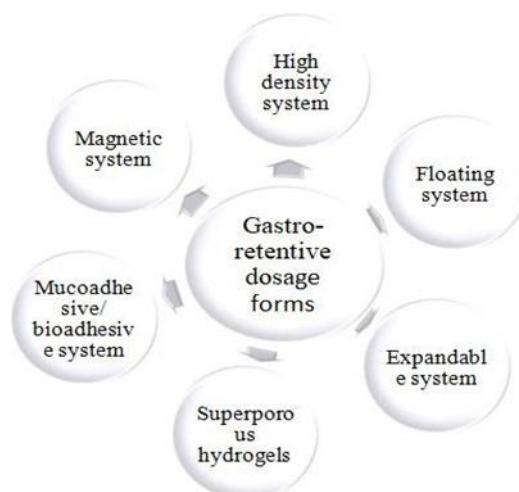 High
density
system
Magnetic
system
Floating
system
Gastro-
retentive
dosage
forms
Mucoadhe
sive/
bioadhesiv
e system
Expandabl
e system
Superporo
us
hydrogels